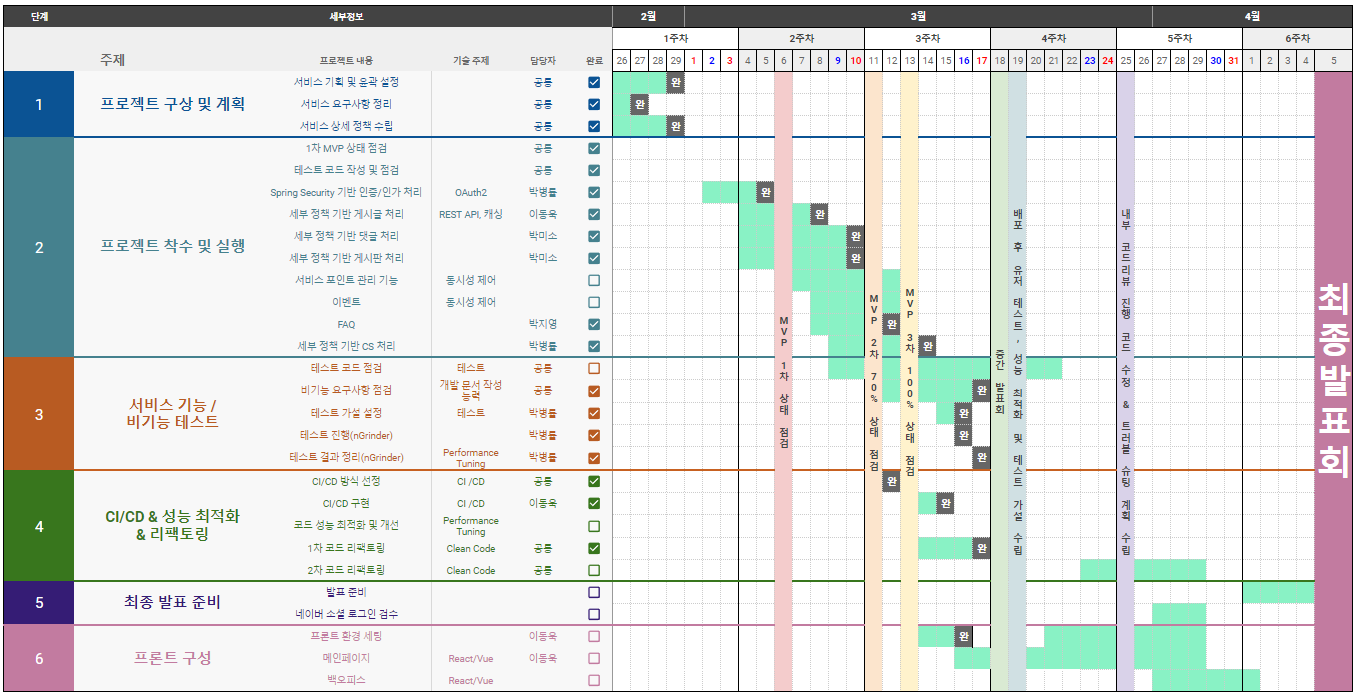 단계 세부정보 2월 3월 4월
1주차 2주차 3주차 4주차 5주차 6주차
주제 프로젝트 내용 기술 주제 담당자 완료 26 27 28 29 1 2 3 4 5 6 7 8 9 10 11 12 13 14 15 16 17 18 19 20 21 22 23 24 25 26 27 28 29 30 31 1 2 3 4 5
1 프로젝트 구상 및 계획
서비스 기획 및 윤곽 설정 공통 완
서비스 요구사항 정리 공통 완
서비스 상세 정책 수립 공통 완
2 프로젝트 착수 및 실행
1차 MVP 상태 점검 공통
테스트 코드 작성 및 점검 공통
Spring Security 기반 인증/인가 처리 OAuth2 박병틀 완
세부 정책 기반 게시글 처리 REST API, 캐싱 이동욱 완
세부 정책 기반 댓글 처리 박미소 완
세부 정책 기반 게시판 처리 박미소 완
서비스 포인트 관리 기능 동시성 제어
이벤트 동시성 제어
FAQ 박지영 완
세부 정책 기반 CS 처리 박병틀 완
3 서비스 기능 /
비기능 테스트
테스트 코드 점검 테스트 공통
비기능 요구사항 점검 개발 문서 작성
능력 공통 완
테스트 가설 설정 테스트 박병틀 완
테스트 진행(nGrinder) 박병틀 완
테스트 결과 정리(nGrinder) Performance
Tuning 박병틀 완
4 CI/CD & 성능 최적화
& 리팩토링
CI/CD 방식 선정 CI /CD 공통 완
CI/CD 구현 CI /CD 이동욱 완
코드 성능 최적화 및 개선 Performance
Tuning
1차 코드 리팩토링 Clean Code 공통 완
2차 코드 리팩토링 Clean Code 공통
5 최종 발표 준비
발표 준비
네이버 소셜 로그인 검수
6 프론트 구성
프론트 환경 세팅 이동욱 완
메인페이지 React/Vue 이동욱
백오피스 React/Vue
MVP 1차 상태 점검
MVP 2차 70% 상태 점검
MVP 3차 100% 상태 점검
중간 발표회
배포 후 유저 테스트, 성능 최적화 및 테스트 가설 수립
내부 코드리뷰 진행 코드 수정 & 트러블 슈팅 계획 수립
최종발표회